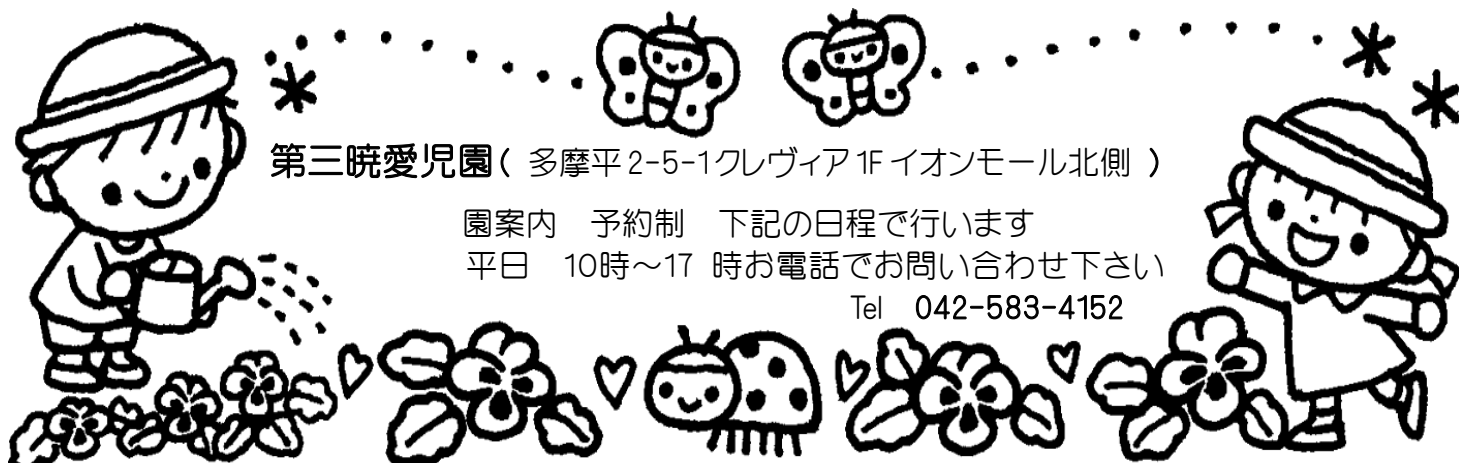 第三暁愛児園( 多摩平2-5-1クレヴィア1Fイオンモール北側 )
園案内　予約制　下記の日程で行います
平日　10時～17 時お電話でお問い合わせ下さい
Tel　042-583-4152